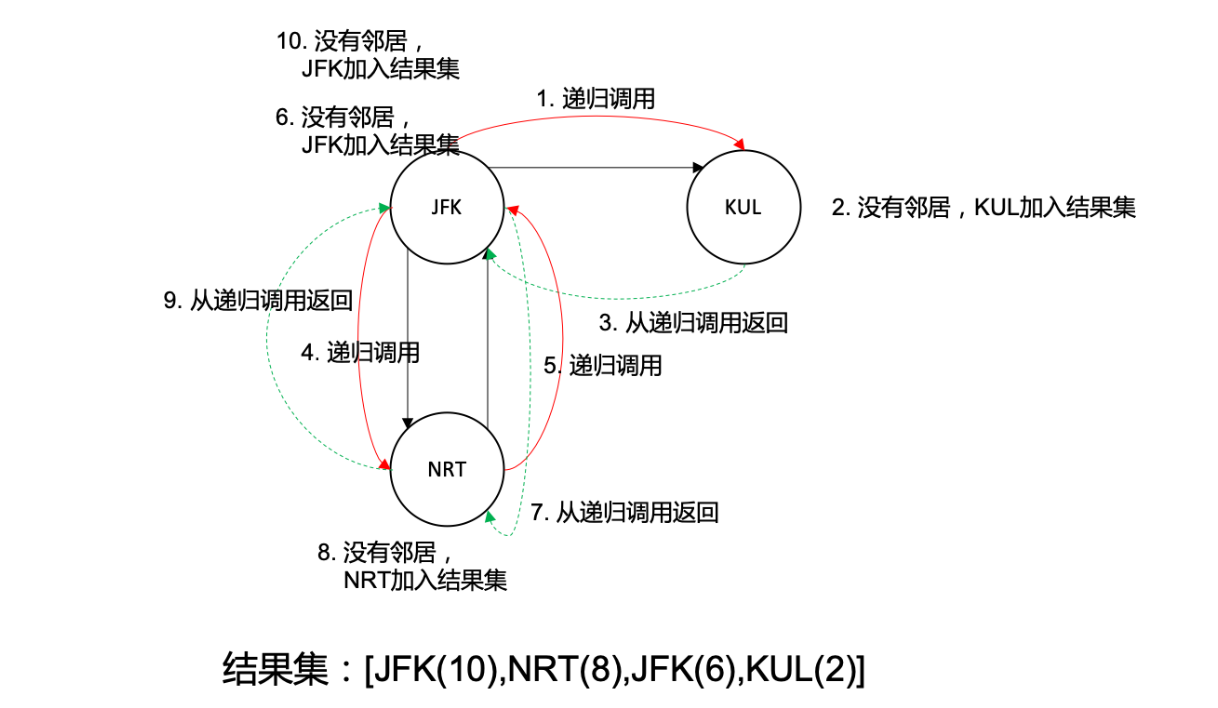 10. 没有邻居，
JFK加入结果集
6. 没有邻居，
JFK加入结果集
1. 递归调用
JFK
KUL
2. 没有邻居，KUL加入结果集
9. 从递归调用返回
3. 从递归调用返回
4. 递归调用
5. 递归调用
NRT
7. 从递归调用返回
8. 没有邻居，
NRT加入结果集
结果集：[JFK(10),NRT(8),JFK(6),KUL(2)]